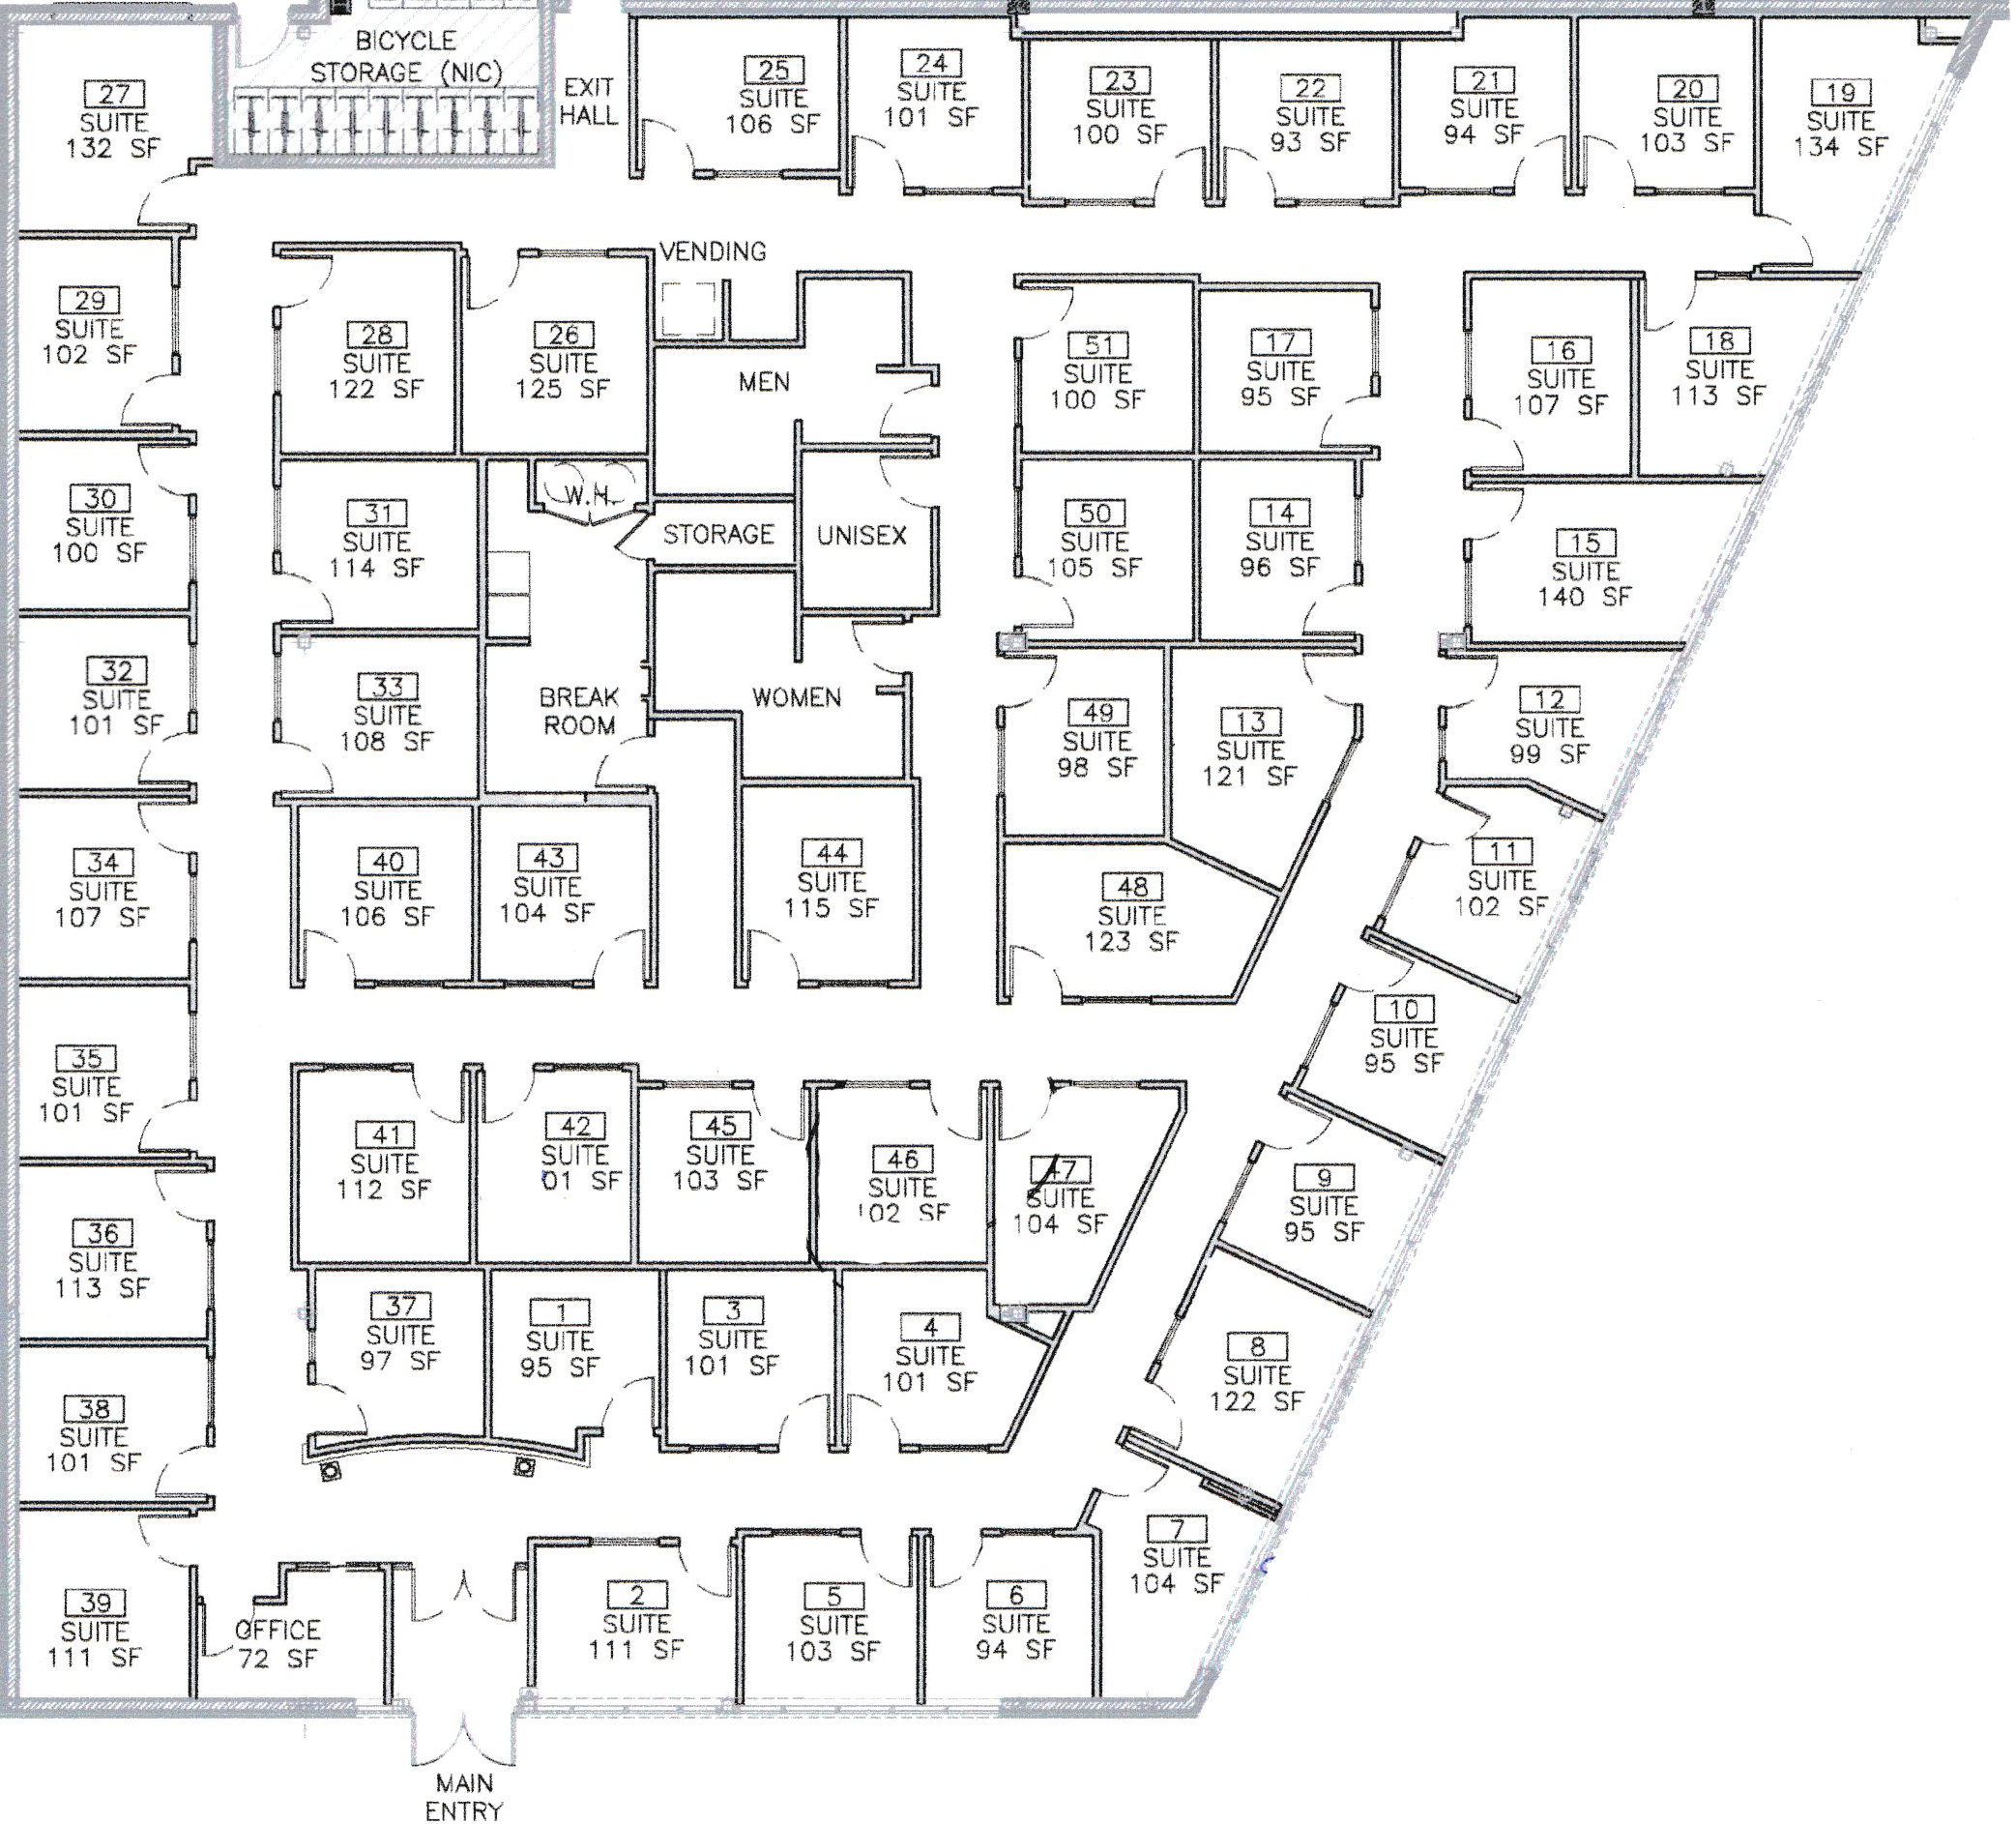 BICYCLE
STORAGE (NIC)
EXIT
HALL
27
SUITE
132 SF
25
SUITE
106 SF
24
SUITE
101 SF
23
SUITE
100 SF
22
SUITE
93 SF
21
SUITE
94 SF
20
SUITE
103 SF
19
SUITE
134 SF
VENDING
29
SUITE
102 SF
28
SUITE
122 SF
26
SUITE
125 SF
MEN
51
SUITE
100 SF
17
SUITE
95 SF
16
SUITE
107 SF
18
SUITE
113 SF
30
SUITE
100 SF
31
SUITE
114 SF
W.H.
STORAGE
UNISEX
50
SUITE
105 SF
14
SUITE
96 SF
15
SUITE
140 SF
32
SUITE
101 SF
33
SUITE
108 SF
BREAK
ROOM
WOMEN
49
SUITE
98 SF
13
SUITE
121 SF
12
SUITE
99 SF
34
SUITE
107 SF
40
SUITE
106 SF
43
SUITE
104 SF
44
SUITE
115 SF
48
SUITE
123 SF
11
SUITE
102 SF
10
SUITE
95 SF
35
SUITE
101 SF
41
SUITE
112 SF
42
SUITE
01 SF
45
SUITE
103 SF
46
SUITE
102 SF
47
SUITE
104 SF
9
SUITE
95 SF
36
SUITE
113 SF
37
SUITE
97 SF
1
SUITE
95 SF
3
SUITE
101 SF
4
SUITE
101 SF
8
SUITE
122 SF
38
SUITE
101 SF
39
SUITE
111 SF
OFFICE
72 SF
2
SUITE
111 SF
5
SUITE
103 SF
6
SUITE
94 SF
7
SUITE
104 SF
MAIN
ENTRY